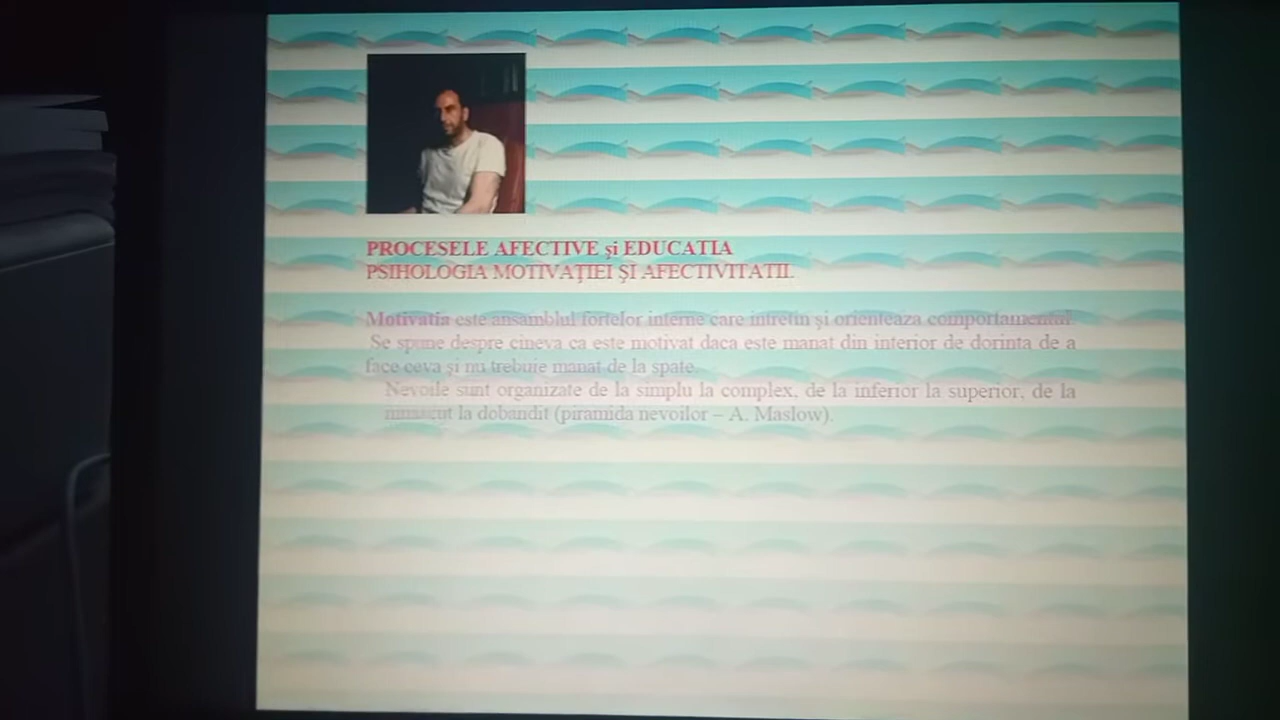 PROCESELE AFECTIVE şi EDUCATIA
PSIHOLOGIA MOTIVAŢIEI ŞI AFECTIVITATII.
Motivatia este ansamblul fortelor interne care intretin şi orienteaza comportamentul.
Se spune despre cineva ca este motivat daca este manat din interior de dorinta de a
face ceva şi nu trebuie manat de la spate.
Nevoile sunt organizate de la simplu la complex, de la inferior la superior, de la
innascut la dobandit (piramida nevoilor – A. Maslow).